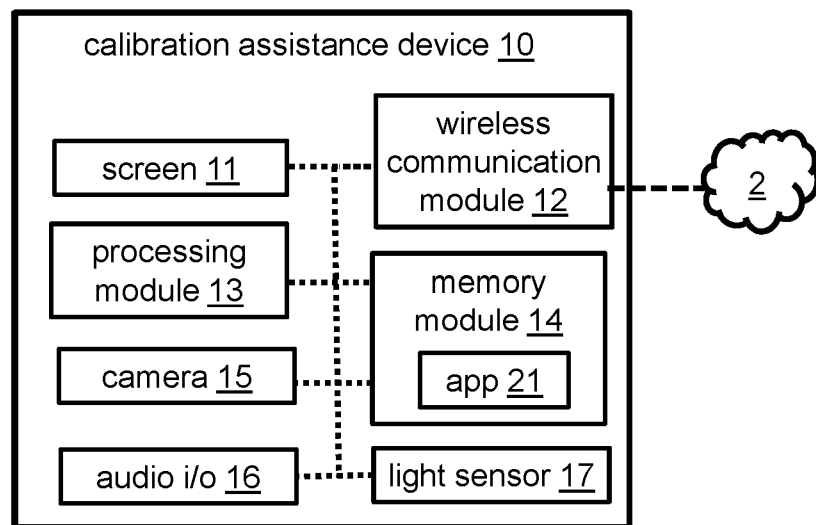 calibration assistance device 10
screen 11
wireless
communication
module 12
2
processing
module 13
memory
module 14
app 21
camera 15
audio i/o 16
light sensor 17